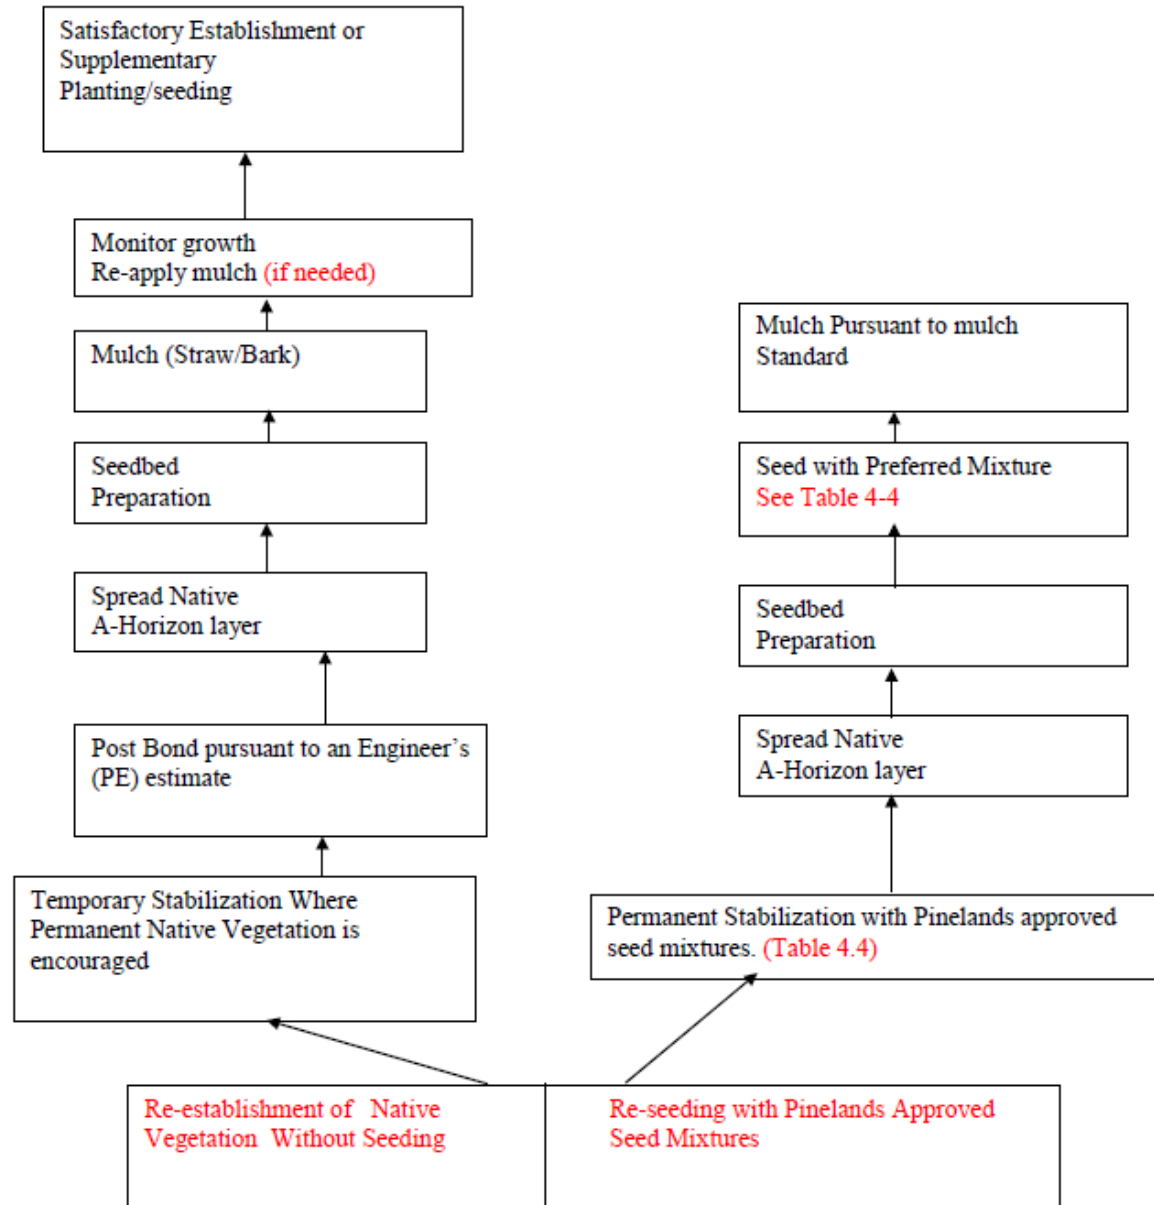 Satisfactory Establishment or
Supplementary
Planting/seeding
Monitor growth
Re-apply mulch (if needed)
Mulch (Straw/Bark)
Seedbed
Preparation
Spread Native
A-Horizon layer
Post Bond pursuant to an Engineer’s
(PE) estimate
Temporary Stabilization Where
Permanent Native Vegetation is
encouraged
Mulch Pursuant to mulch
Standard
Seed with Preferred Mixture
See Table 4-4
Seedbed
Preparation
Spread Native
A-Horizon layer
Permanent Stabilization with Pinelands approved
seed mixtures. (Table 4.4)
Re-establishment of Native
Vegetation Without Seeding
Re-seeding with Pinelands Approved
Seed Mixtures